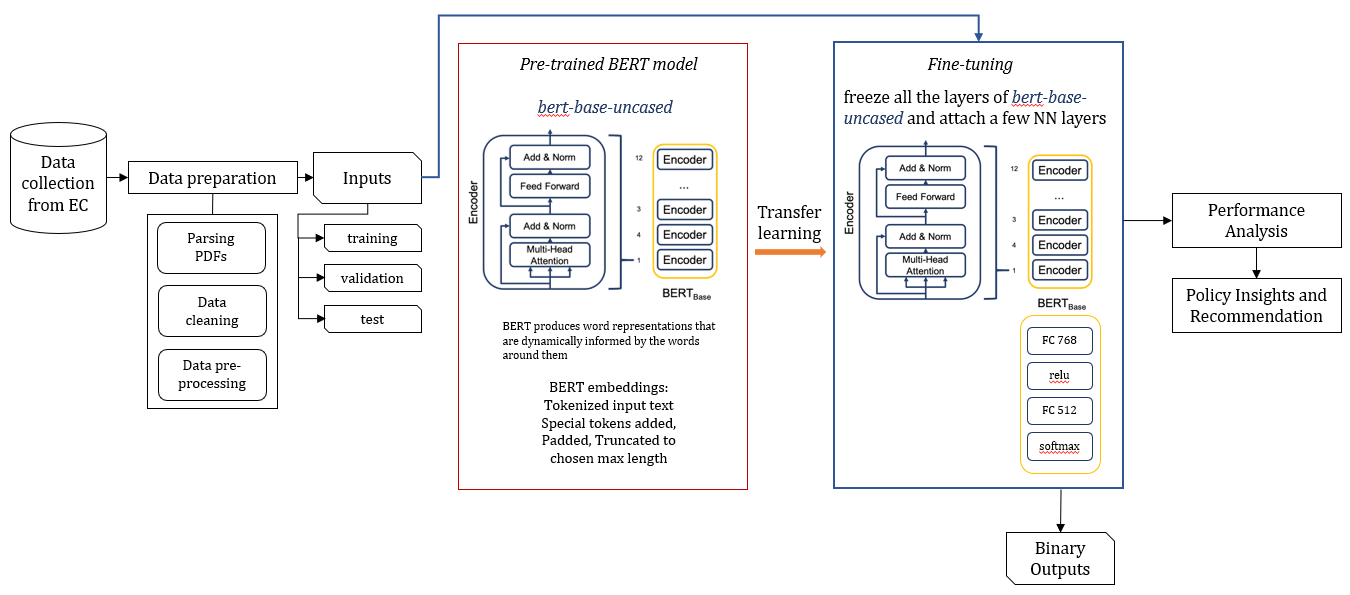 Data
collection
from EC
Data preparation
Parsing
PDFs
Data
cleaning
Data pre-
processing
Inputs
training
validation
test
Pre-trained BERT model
bert-base-uncased
Encoder
Add & Norm
Feed Forward
Add & Norm
Multi-Head
Attention
12
3
4
1
Encoder
...
Encoder
Encoder
Encoder
BERTBase
BERT produces word representations that
are dynamically informed by the words
around them
BERT embeddings:
Tokenized input text
Special tokens added,
Padded, Truncated to
chosen max length
Transfer
learning
Fine-tuning
freeze all the layers of bert-base-
uncased and attach a few NN layers
Encoder
Add & Norm
Feed Forward
Add & Norm
Multi-Head
Attention
12
3
4
1
Encoder
...
Encoder
Encoder
Encoder
BERTBase
FC 768
relu
FC 512
softmax
Binary
Outputs
Performance
Analysis
Policy Insights and
Recommendation